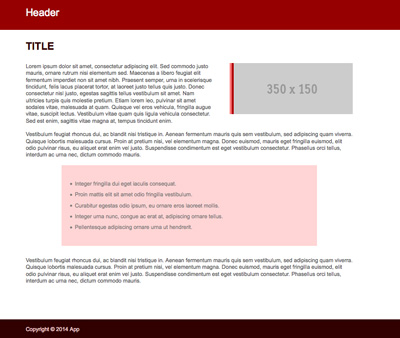 Header
TITLE
Lorem ipsum dolor sit amet, consectetur adipiscing elit. Sed commodo justo
mauris, ornare rutrum nisi elementum sed. Maecenas a libero feugiat elit
fermentum imperdiet sit amet non nibh. Praesent semper, urna in scelerisque
tincidunt, felis lacus placerat tortor, at laoreet justo tellus quis justo. Donec
consectetur nisl justo, egestas sagittis tellus vestibulum sit amet. Nam
ultricies turpis quis molestie pretium. Etiam lorem leo, pulvinar sit amet
sodales vitae, malesuada at quam. Quisque vel eros vehicula, fringilla augue
vitae, suscipit lectus. Vestibulum vitae quam quis ligula vehicula consectetur.
Sed est enim, sagittis vitae magna at, tempus tincidunt enim.
350 x 150
Vestibulum feugiat rhoncus dui, ac blandit nisi tristique in. Aenean fermentum mauris quis sem vestibulum, sed adipiscing quam viverra.
Quisque lobortis malesuada cursus. Proin at pretium nisi, vel elementum magna. Donec euismod, mauris eget fringilla euismod, elit
odio pulvinar risus, eu aliquet erat enim vel justo. Suspendisse condimentum est eget vestibulum congue. Phasellus orci tellus,
interdum ac urna nec, dictum commodo mauris.
Integer fringilla dui eget iaculis consequat.
Proin mattis elit sit amet odio fringilla vestibulum.
Curabitur egestas odio ipsum, eu ornare eros laoreet mollis.
Integer urna nunc, congue ac erat at, adipiscing ornare tellus.
Pellentesque adipiscing ornare urna ut hendrerit.
Vestibulum feugiat rhoncus dui, ac blandit nisi tristique in. Aenean fermentum mauris quis sem vestibulum, sed adipiscing quam viverra.
Quisque lobortis malesuada cursus. Proin at pretium nisi, vel elementum magna. Donec euismod, mauris eget fringilla euismod, elit
odio pulvinar risus, eu aliquet erat enim vel justo. Suspendisse condimentum est eget vestibulum congue. Phasellus orci tellus,
interdum ac urna nec, dictum commodo mauris.
Copyright © 2014 App